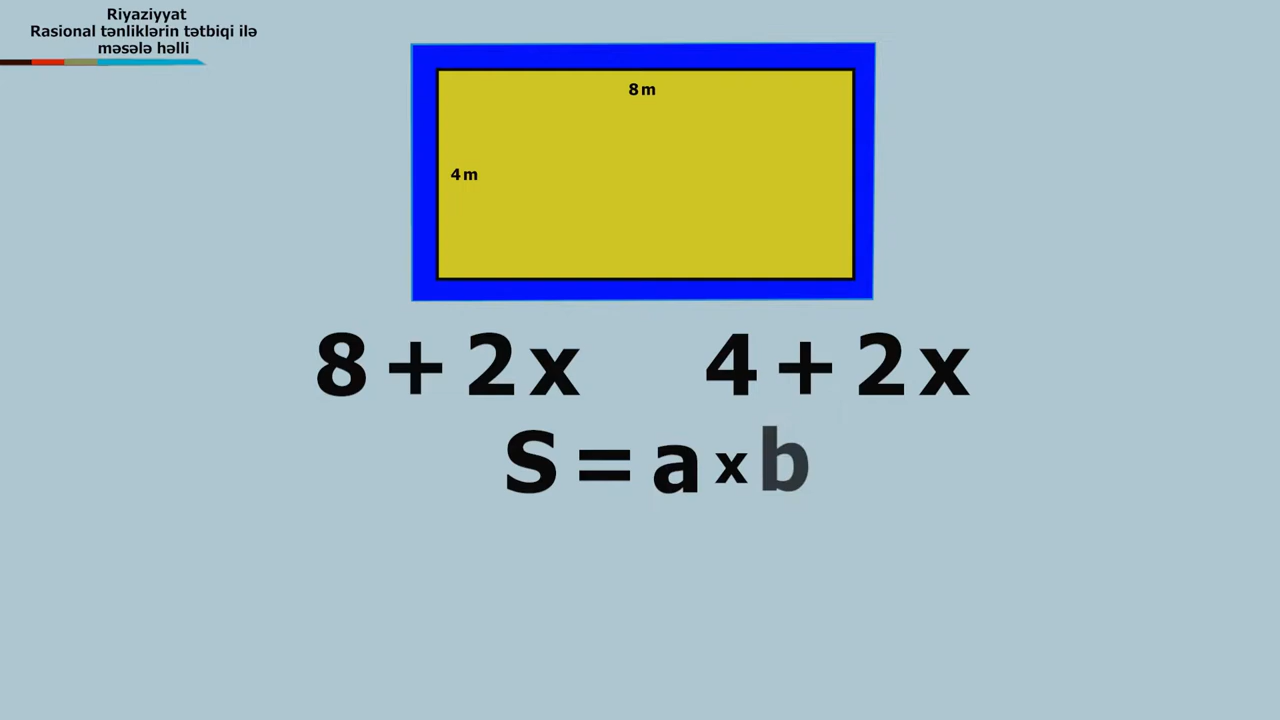 Riyaziyyat
Rasional tənliklərin tətbiqi ilə
məsələ həlli
8 m
4 m
8 + 2x 4 + 2x
S = a x b